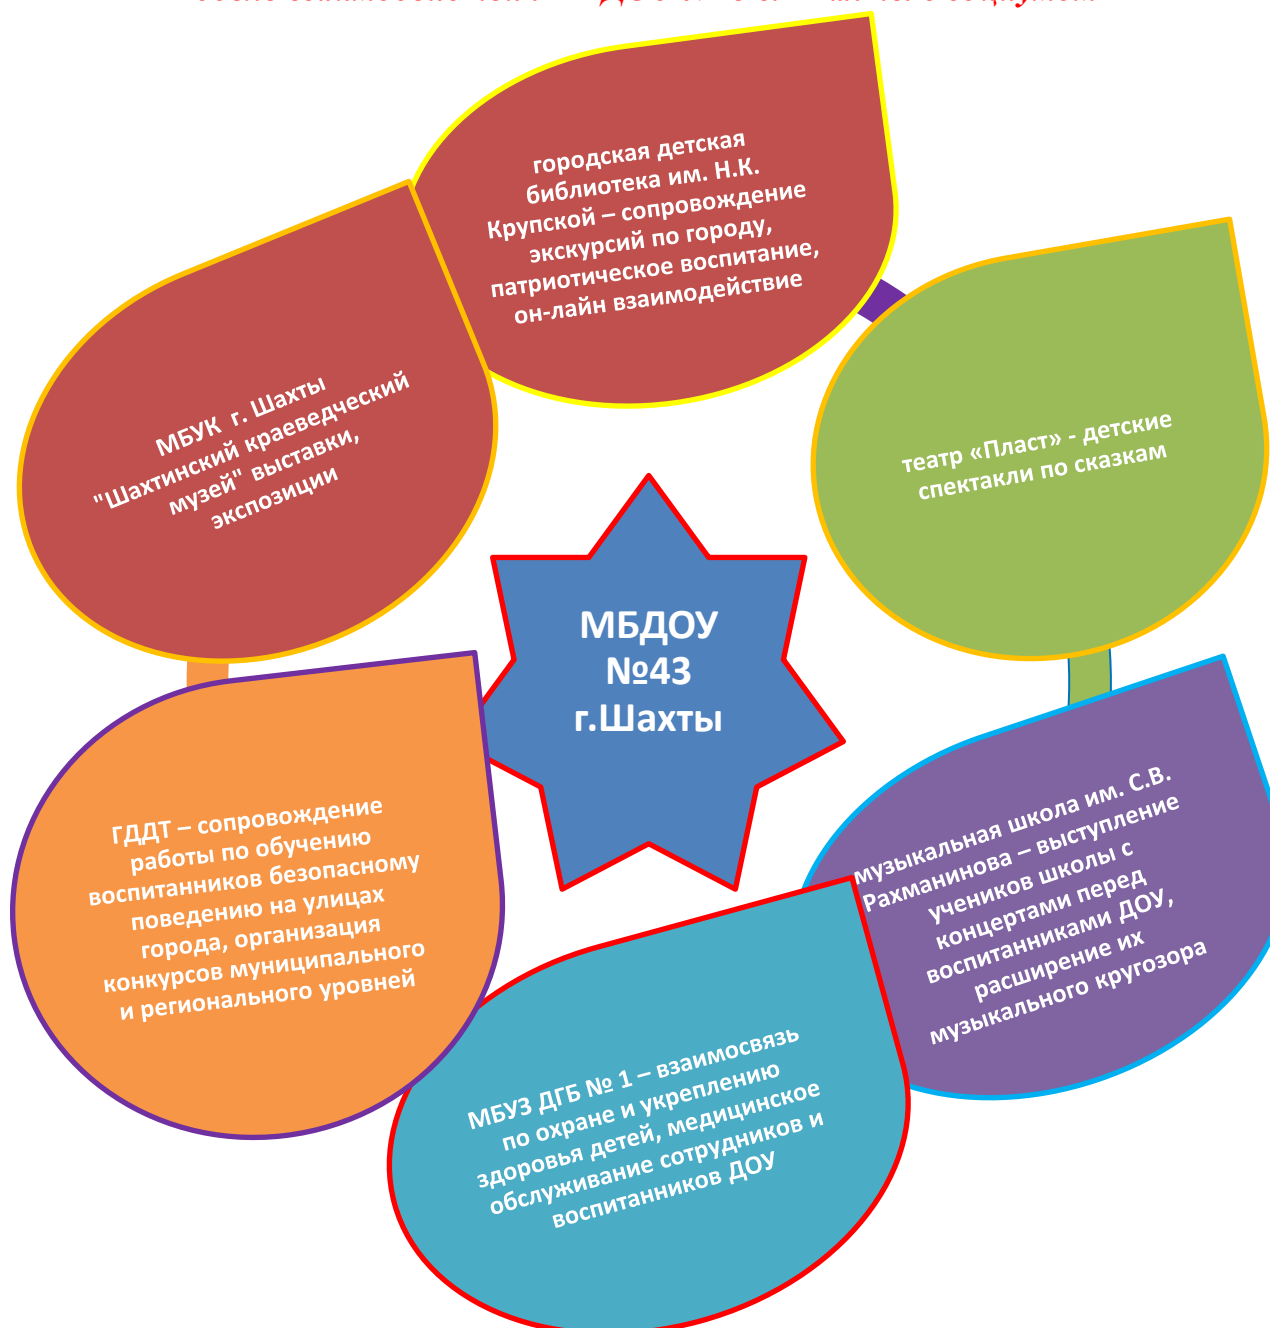 городская детская
библиотека им. Н.К.
Крупской – сопровождение
экскурсий по городу,
патриотическое воспитание,
он-лайн взаимодействие
театр «Пласт» - детские
спектакли по сказкам
музыкальная школа им. С.В.
Рахманинова – выступление
учеников школы с
концертами перед
воспитанниками ДОУ,
расширение их
музыкального кругозора
МБУЗ ДГБ № 1 – взаимосвязь
по охране и укреплению
здоровья детей, медицинское
обслуживание сотрудников и
воспитанников ДОУ
ГДДТ – сопровождение
работы по обучению
воспитанников безопасному
поведению на улицах
города, организация
конкурсов муниципального
и регионального уровней
МБУК г. Шахты
"Шахтинский краеведческий
музей" выставки,
экспозиции
МБДОУ
№43
г.Шахты